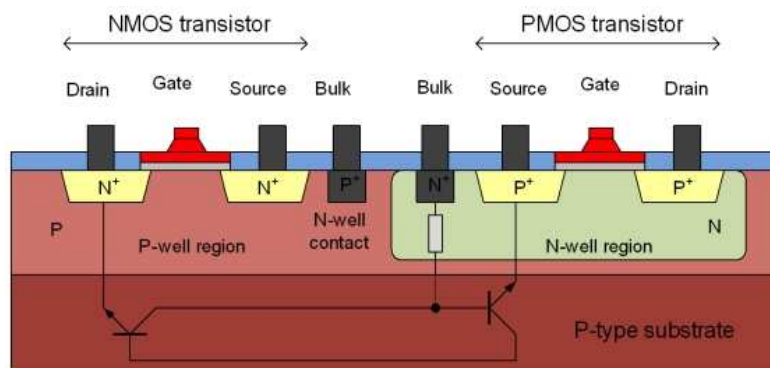 NMOS transistor
PMOS transistor
Drain
Gate
Source
Bulk
Bulk
Source
Gate
Drain
N+
N+
P+
N+
P+
P+
P
P-well region
N-well
contact
N-well region
N
P-type substrate